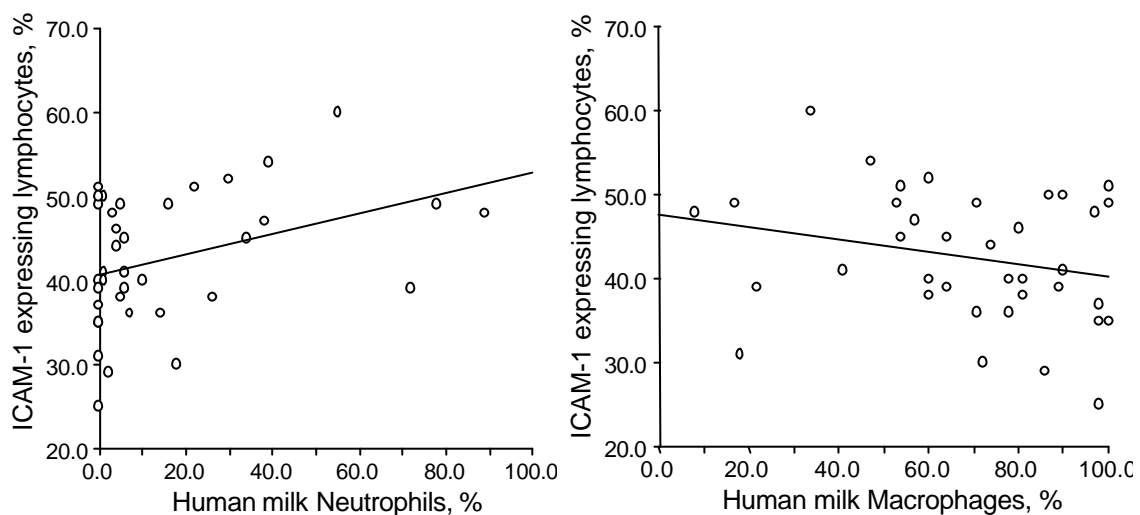 ICAM-1 expressing lymphocytes, %
70.0
60.0
50.0
40.0
30.0
20.0
0.0 20.0 40.0 60.0 80.0 100.0
Human milk Neutrophils, %
ICAM-1 expressing lymphocytes, %
70.0
60.0
50.0
40.0
30.0
20.0
0.0 20.0 40.0 60.0 80.0 100.0
Human milk Macrophages, %